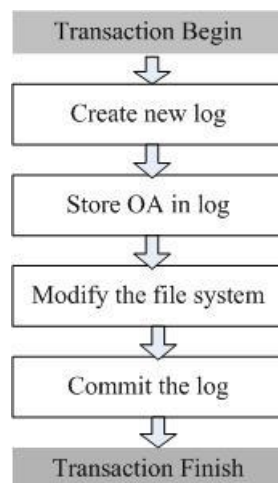 Transaction Begin
Create new log
Store OA in log
Modify the file system
Commit the log
Transaction Finish